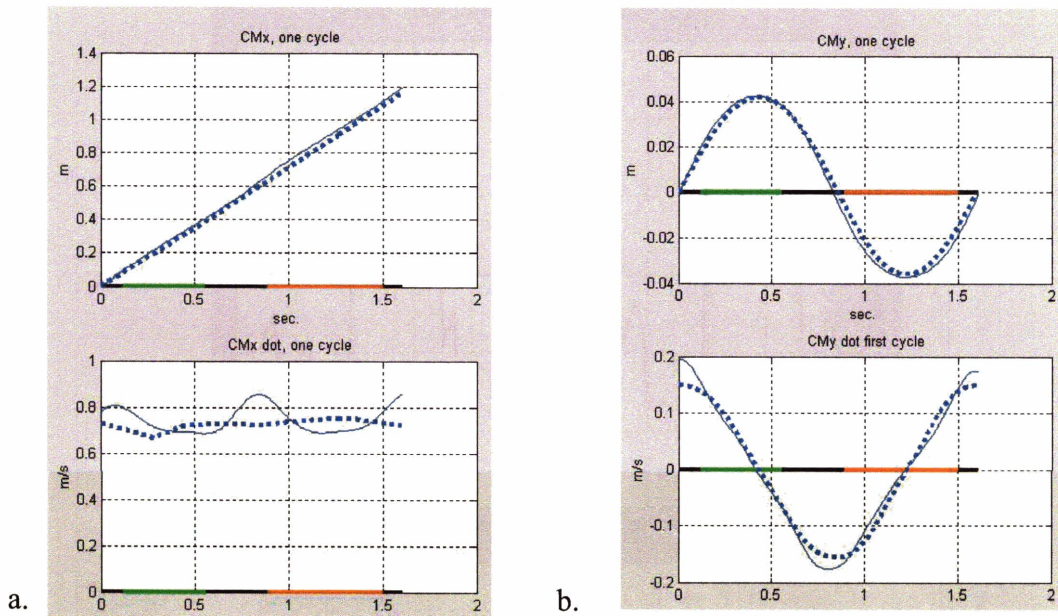 CMx, one cycle
1.4
1.2
1
0.8
0.6
0.4
0.2
0
m
0 0.5 1 1.5 2
sec.
CMx dot, one cycle
1
0.8
0.6
0.4
0.2
0
m/s
0 0.5 1 1.5 2
a.
CMy, one cycle
0.06
0.04
0.02
0
-0.02
-0.04
m
0 0.5 1 1.5 2
sec.
CMy dot first cycle
0.2
0.1
0
-0.1
-0.2
m/s
0 0.5 1 1.5 2
b.